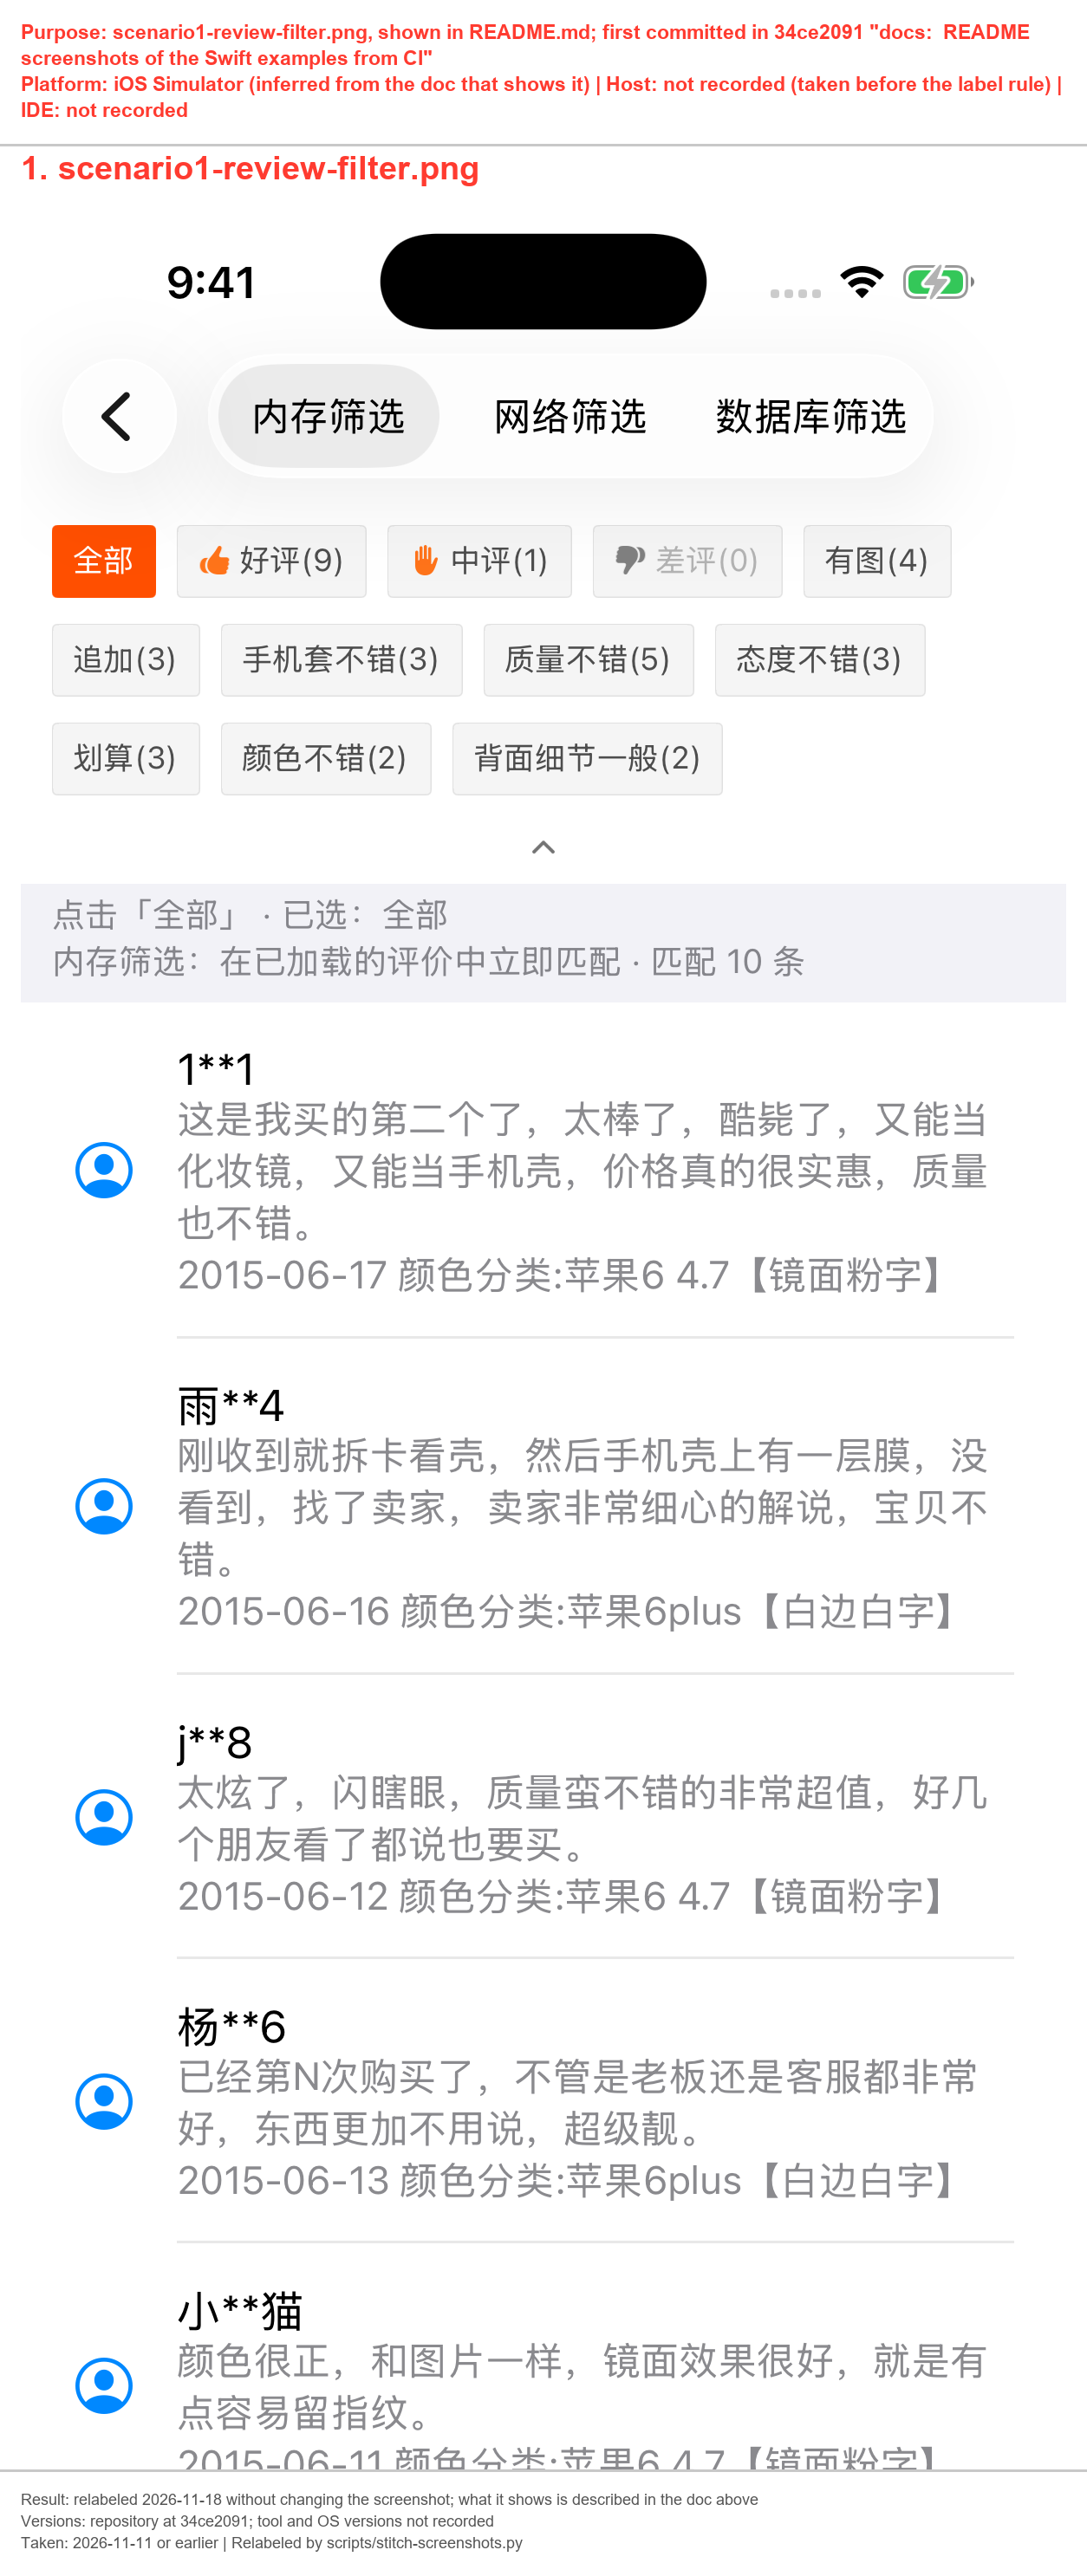 Purpose: scenario1-review-filter.png, shown in README.md; first committed in 34ce2091 "docs:  README
screenshots of the Swift examples from CI"
Platform: iOS Simulator (inferred from the doc that shows it) | Host: not recorded (taken before the label rule) |
IDE: not recorded
1. scenario1-review-filter.png
9:41
内存筛选 网络筛选 数据库筛选
全部 好评(9) 中评(1) 差评(0) 有图(4)
追加(3) 手机套不错(3) 质量不错(5) 态度不错(3)
划算(3) 颜色不错(2) 背面细节一般(2)
点击「全部」 · 已选：全部
内存筛选：在已加载的评价中立即匹配 · 匹配 10 条
1**1
这是我买的第二个了，太棒了，酷毙了，又能当
化妆镜，又能当手机壳，价格真的很实惠，质量
也不错。
2015-06-17 颜色分类:苹果6 4.7【镜面粉字】
雨**4
刚收到就拆卡看壳，然后手机壳上有一层膜，没
看到，找了卖家，卖家非常细心的解说，宝贝不
错。
2015-06-16 颜色分类:苹果6plus【白边白字】
j**8
太炫了，闪瞎眼，质量蛮不错的非常超值，好几
个朋友看了都说也要买。
2015-06-12 颜色分类:苹果6 4.7【镜面粉字】
杨**6
已经第N次购买了，不管是老板还是客服都非常
好，东西更加不用说，超级靓。
2015-06-13 颜色分类:苹果6plus【白边白字】
小**猫
颜色很正，和图片一样，镜面效果很好，就是有
点容易留指纹。
2015-06-11 颜色分类:苹果6 4.7【镜面粉字】
Result: relabeled 2026-11-18 without changing the screenshot; what it shows is described in the doc above
Versions: repository at 34ce2091; tool and OS versions not recorded
Taken: 2026-11-11 or earlier | Relabeled by scripts/stitch-screenshots.py